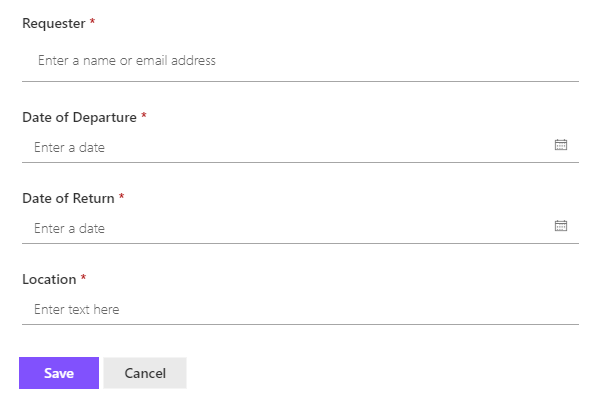 Requester *
Enter a name or email address
Date of Departure *
Enter a date
Date of Return *
Enter a date
Location *
Enter text here
Save Cancel